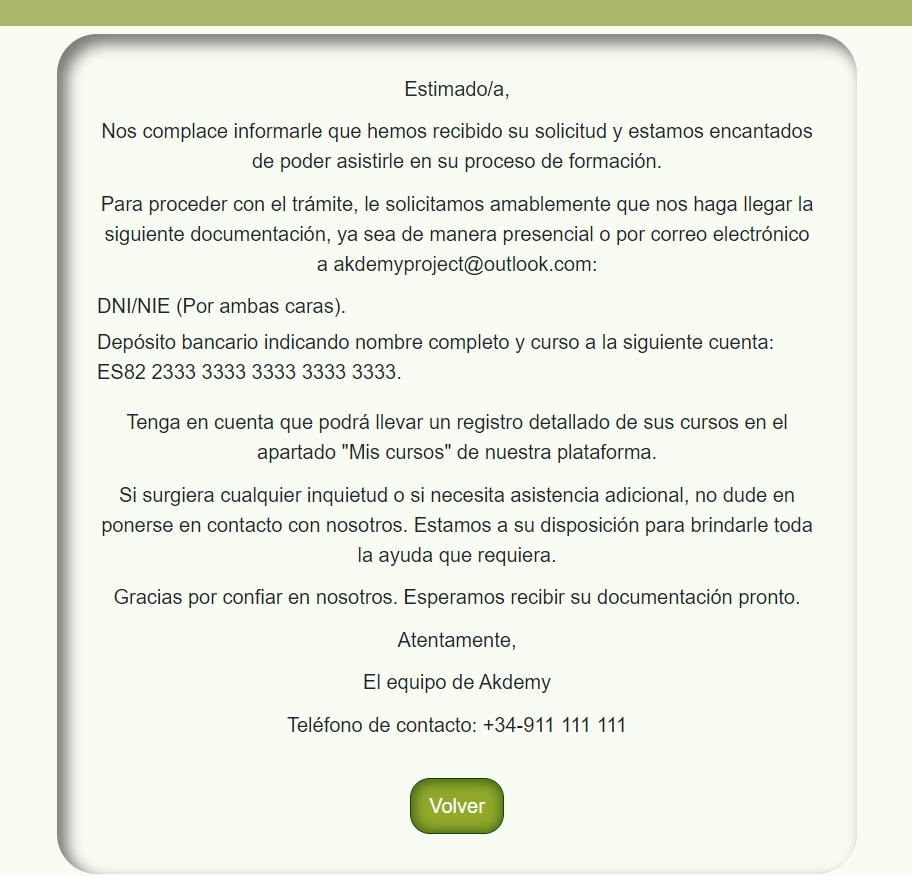 Estimado/a,
Nos complace informarle que hemos recibido su solicitud y estamos encantados
de poder asistirle en su proceso de formación.
Para proceder con el trámite, le solicitamos amablemente que nos haga llegar la
siguiente documentación, ya sea de manera presencial o por correo electrónico
a akdemyproject@outlook.com:
DNI/NIE (Por ambas caras).
Depósito bancario indicando nombre completo y curso a la siguiente cuenta:
ES82 2333 3333 3333 3333 3333.
Tenga en cuenta que podrá llevar un registro detallado de sus cursos en el
apartado "Mis cursos" de nuestra plataforma.
Si surgiera cualquier inquietud o si necesita asistencia adicional, no dude en
ponerse en contacto con nosotros. Estamos a su disposición para brindarle toda
la ayuda que requiera.
Gracias por confiar en nosotros. Esperamos recibir su documentación pronto.
Atentamente,
El equipo de Akdemy
Teléfono de contacto: +34-911 111 111
Volver